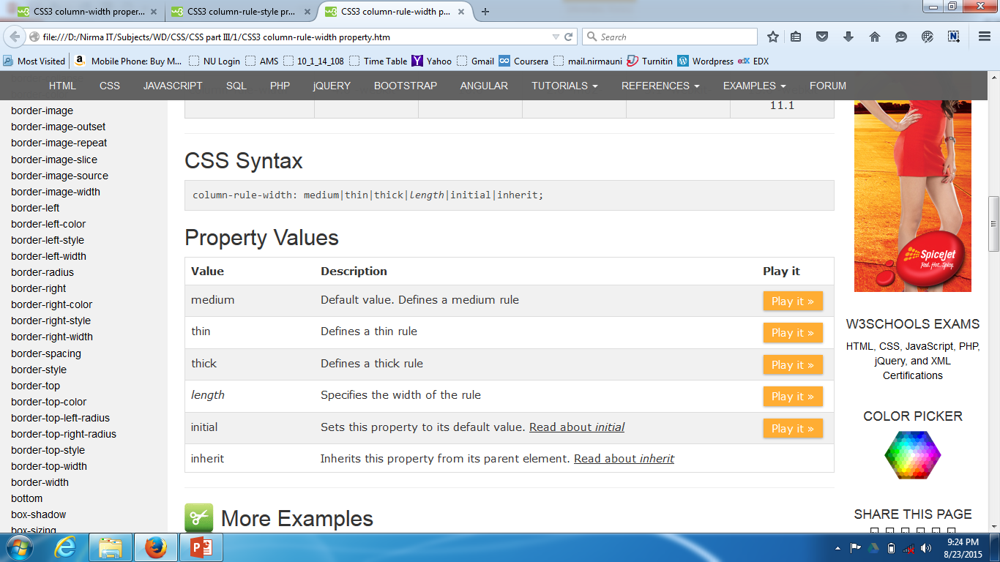 CSS3 column-width proper...
CSS3 column-rule-style pr...
CSS3 column-rule-width p...
file:///D:/Nirma IT/Subjects/WD/CSS/CSS part III/1/CSS3 column-rule-width property.htm
Search
Most Visited
Mobile Phone: Buy M...
NU Login
AMS
10_1_14_108
Time Table
Yahoo
Gmail
Coursera
mail.nirmauni
Turnitin
Wordpress
EDX
HTML CSS JAVASCRIPT SQL PHP jQUERY BOOTSTRAP ANGULAR TUTORIALS REFERENCES EXAMPLES FORUM
border-image
border-image-outset
border-image-repeat
border-image-slice
border-image-source
border-image-width
border-left
border-left-color
border-left-style
border-left-width
border-radius
border-right
border-right-color
border-right-style
border-right-width
border-spacing
border-style
border-top
border-top-color
border-top-left-radius
border-top-right-radius
border-top-style
border-top-width
border-width
bottom
box-shadow
box-sizing
11.1
CSS Syntax
column-rule-width: medium|thin|thick|length|initial|inherit;
Property Values
Value Description Play it
medium Default value. Defines a medium rule Play it »
thin Defines a thin rule Play it »
thick Defines a thick rule Play it »
length Specifies the width of the rule Play it »
initial Sets this property to its default value. Read about initial Play it »
inherit Inherits this property from its parent element. Read about inherit
More Examples
SpiceJet
Red. Hot. Spicy.
W3SCHOOLS EXAMS
HTML, CSS, JavaScript, PHP,
jQuery, and XML
Certifications
COLOR PICKER
SHARE THIS PAGE
9:24 PM
8/23/2015